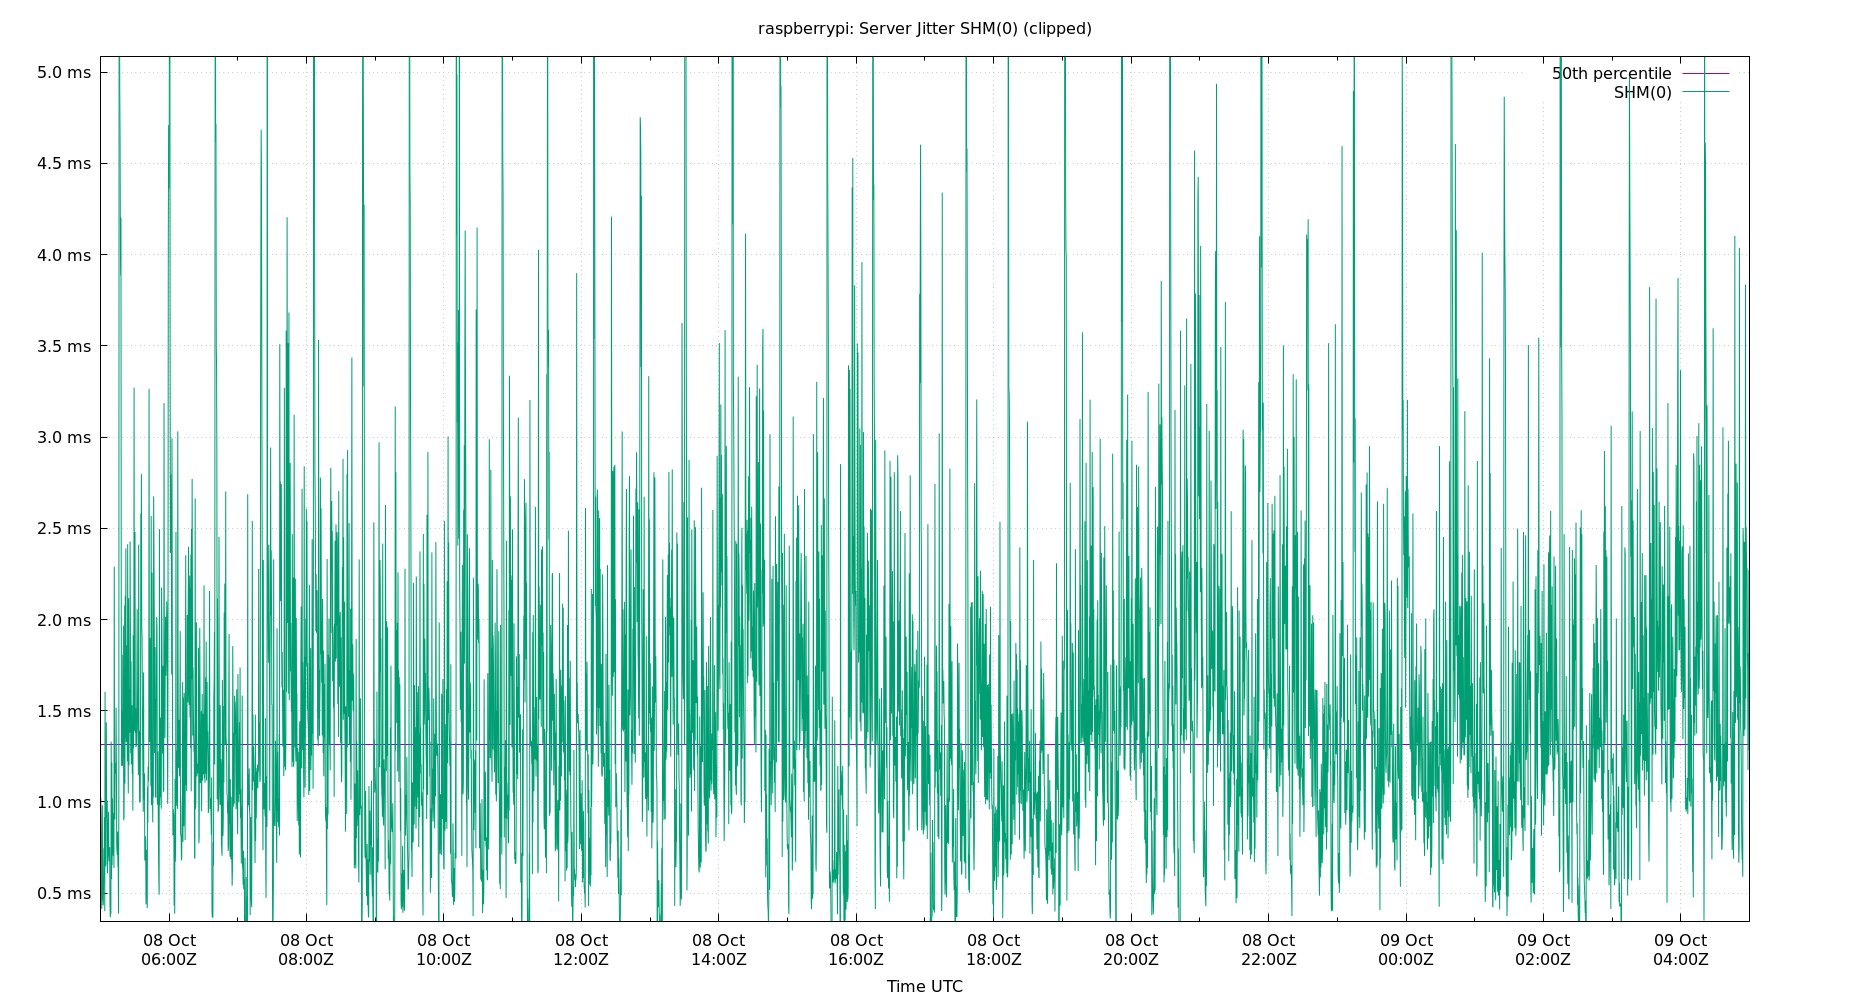 raspberrypi: Server Jitter SHM(0) (clipped)
50th percentile
SHM(0)
5.0 ms
4.5 ms
4.0 ms
3.5 ms
3.0 ms
2.5 ms
2.0 ms
1.5 ms
1.0 ms
0.5 ms
08 Oct 08 Oct 08 Oct 08 Oct 08 Oct 08 Oct 08 Oct 08 Oct 08 Oct 09 Oct 09 Oct 09 Oct
06:00Z 08:00Z 10:00Z 12:00Z 14:00Z 16:00Z 18:00Z 20:00Z 22:00Z 00:00Z 02:00Z 04:00Z
Time UTC